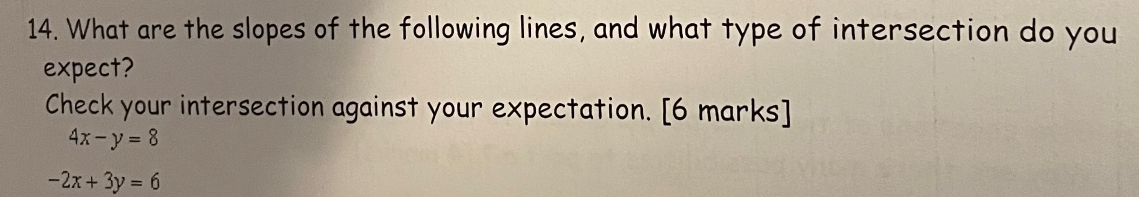 14. What are the slopes of the following lines, and what type of intersection do you
expect?
Check your intersection against your expectation. [6 marks]
4x - y = 8
-2x + 3y = 6